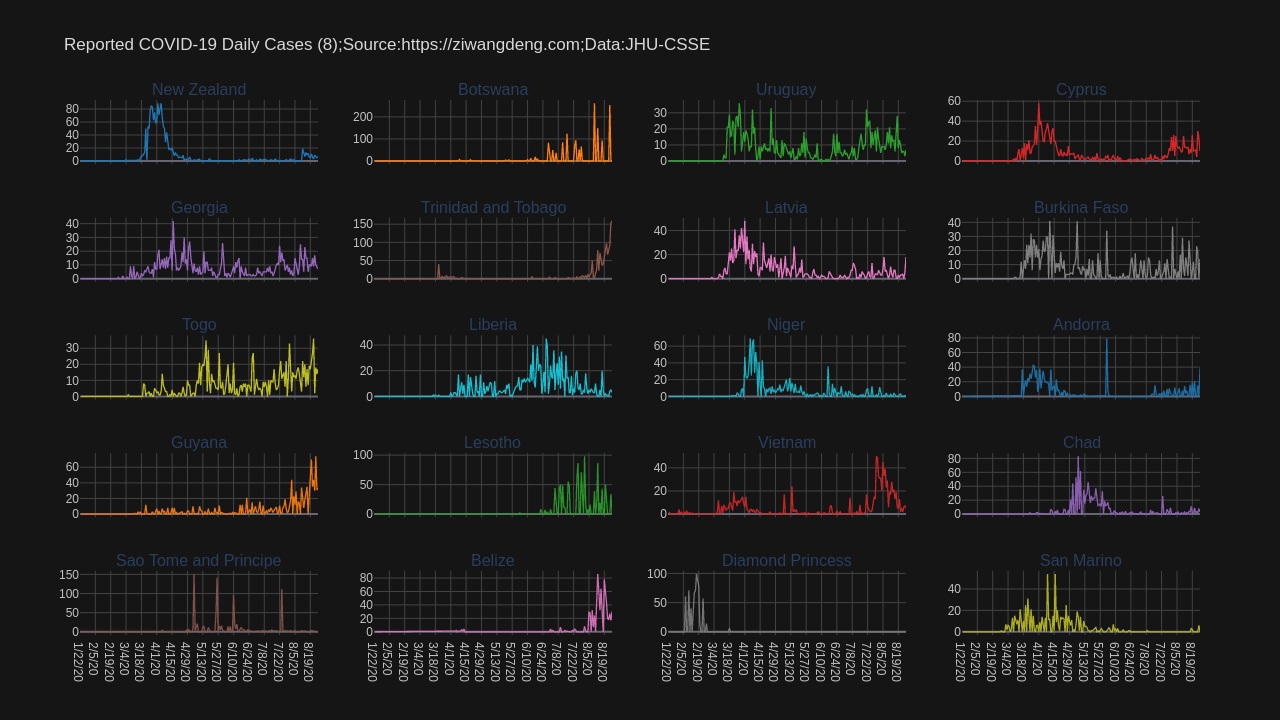 Reported COVID-19 Daily Cases (8);Source:https://ziwangdeng.com;Data:JHU-CSSE
New Zealand Botswana Uruguay Cyprus
80 60 40 20 0
200 100 0
30 20 10 0
60 40 20 0
Georgia Trinidad and Tobago Latvia Burkina Faso
40 30 20 10 0
150 100 50 0
40 20 0
40 30 20 10 0
Togo Liberia Niger Andorra
30 20 10 0
40 20 0
60 40 20 0
80 60 40 20 0
Guyana Lesotho Vietnam Chad
60 40 20 0
100 50 0
40 20 0
80 60 40 20 0
Sao Tome and Principe Belize Diamond Princess San Marino
150 100 50 0
80 60 40 20 0
100 50 0
40 20 0
1/22/20 2/5/20 2/19/20 3/4/20 3/18/20 4/1/20 4/15/20 4/29/20 5/13/20 5/27/20 6/10/20 6/24/20 7/8/20 7/22/20 8/5/20 8/19/20
1/22/20 2/5/20 2/19/20 3/4/20 3/18/20 4/1/20 4/15/20 4/29/20 5/13/20 5/27/20 6/10/20 6/24/20 7/8/20 7/22/20 8/5/20 8/19/20
1/22/20 2/5/20 2/19/20 3/4/20 3/18/20 4/1/20 4/15/20 4/29/20 5/13/20 5/27/20 6/10/20 6/24/20 7/8/20 7/22/20 8/5/20 8/19/20
1/22/20 2/5/20 2/19/20 3/4/20 3/18/20 4/1/20 4/15/20 4/29/20 5/13/20 5/27/20 6/10/20 6/24/20 7/8/20 7/22/20 8/5/20 8/19/20